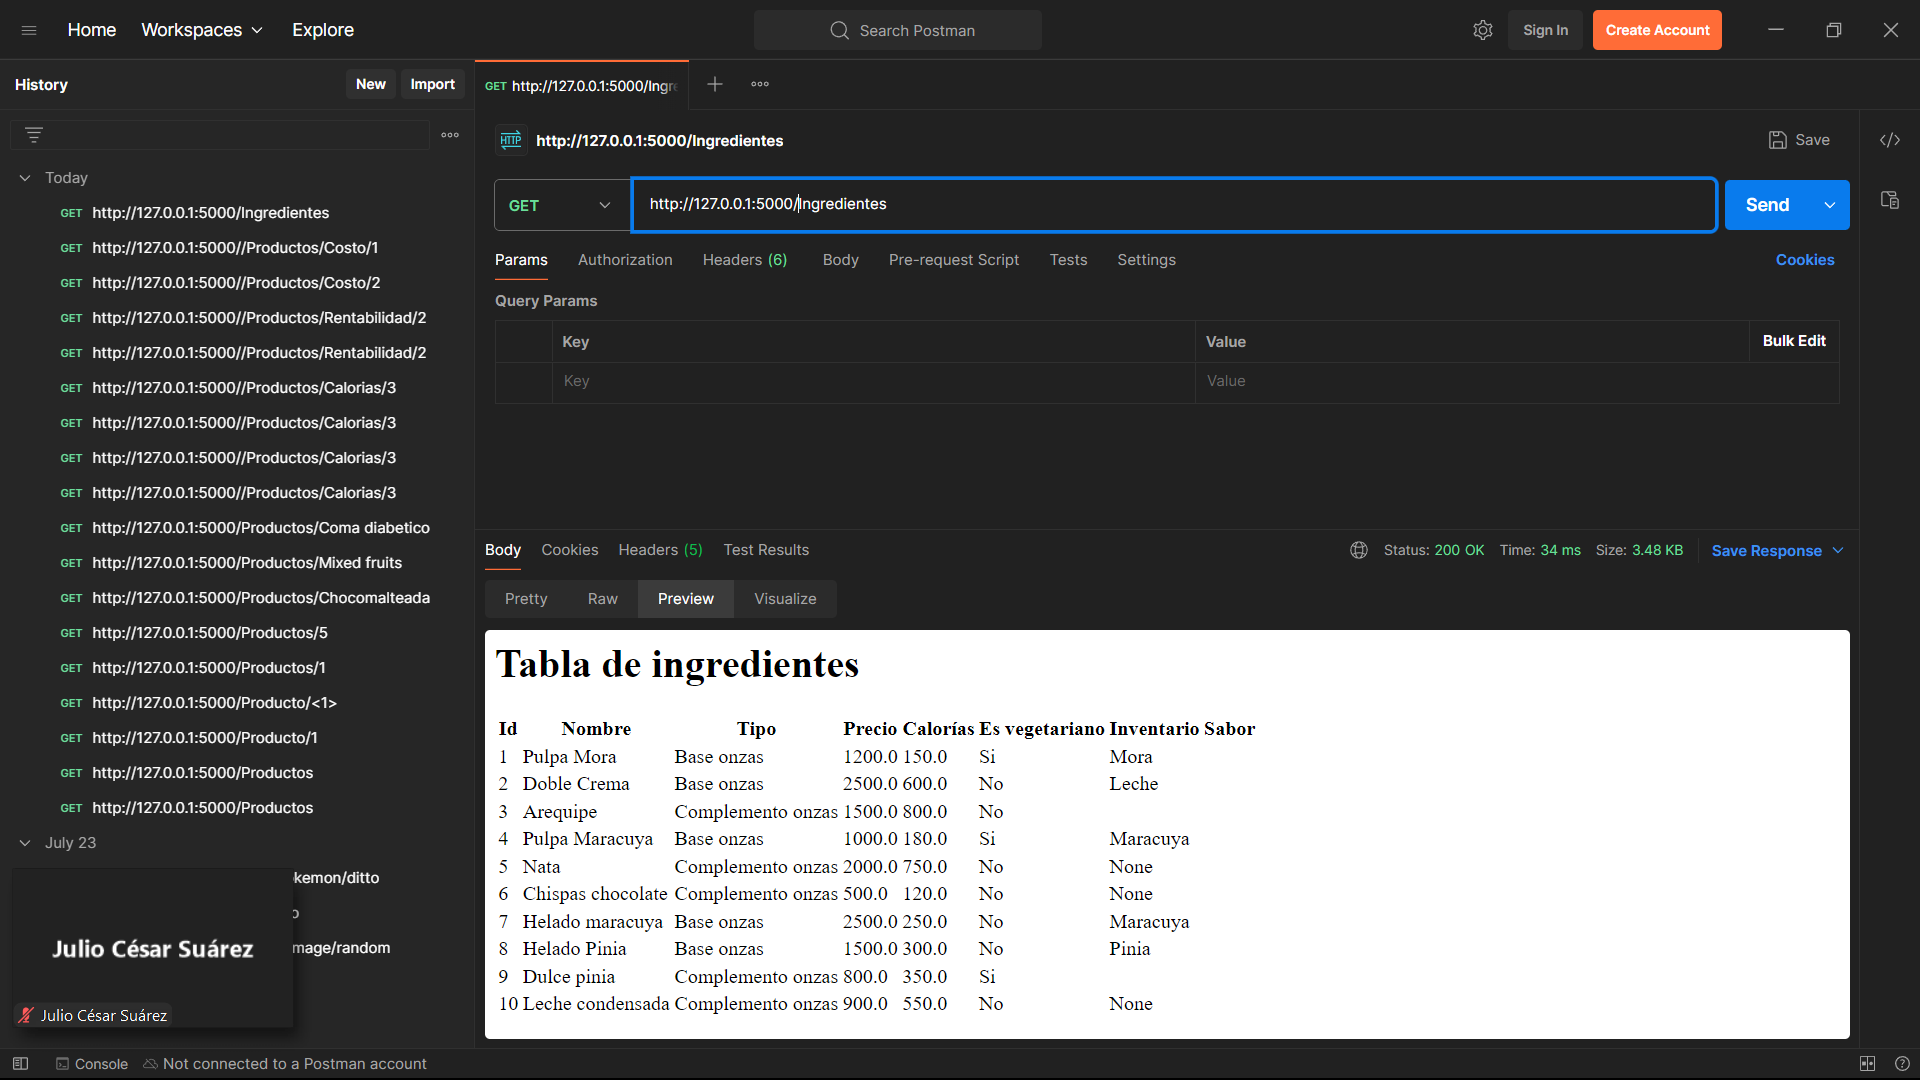 Home Workspaces Explore Search Postman Sign In Create Account
History New Import
GET http://127.0.0.1:5000/Ingre
http://127.0.0.1:5000/Ingredientes Save
Today
GET http://127.0.0.1:5000/Ingredientes
GET http://127.0.0.1:5000//Productos/Costo/1
GET http://127.0.0.1:5000//Productos/Costo/2
GET http://127.0.0.1:5000//Productos/Rentabilidad/2
GET http://127.0.0.1:5000//Productos/Rentabilidad/2
GET http://127.0.0.1:5000//Productos/Calorias/3
GET http://127.0.0.1:5000//Productos/Calorias/3
GET http://127.0.0.1:5000//Productos/Calorias/3
GET http://127.0.0.1:5000//Productos/Calorias/3
GET http://127.0.0.1:5000/Productos/Coma diabetico
GET http://127.0.0.1:5000/Productos/Mixed fruits
GET http://127.0.0.1:5000/Productos/Chocomalteada
GET http://127.0.0.1:5000/Productos/5
GET http://127.0.0.1:5000/Productos/1
GET http://127.0.0.1:5000/Producto/<1>
GET http://127.0.0.1:5000/Producto/1
GET http://127.0.0.1:5000/Productos
GET http://127.0.0.1:5000/Productos
July 23
kemon/ditto
o
mage/random
Julio César Suárez
Julio César Suárez
HTTP
GET http://127.0.0.1:5000/Ingredientes Send
Params Authorization Headers (6) Body Pre-request Script Tests Settings Cookies
Query Params
Key Value Bulk Edit
Key Value
Body Cookies Headers (5) Test Results Status: 200 OK Time: 34 ms Size: 3.48 KB Save Response
Pretty Raw Preview Visualize
Tabla de ingredientes
Id Nombre Tipo Precio Calorías Es vegetariano Inventario Sabor
1 Pulpa Mora Base onzas 1200.0 150.0 Si Mora
2 Doble Crema Base onzas 2500.0 600.0 No Leche
3 Arequipe Complemento onzas 1500.0 800.0 No
4 Pulpa Maracuya Base onzas 1000.0 180.0 Si Maracuya
5 Nata Complemento onzas 2000.0 750.0 No None
6 Chispas chocolate Complemento onzas 500.0 120.0 No None
7 Helado maracuya Base onzas 2500.0 250.0 No Maracuya
8 Helado Pinia Base onzas 1500.0 300.0 No Pinia
9 Dulce pinia Complemento onzas 800.0 350.0 Si
10 Leche condensada Complemento onzas 900.0 550.0 No None
Console Not connected to a Postman account